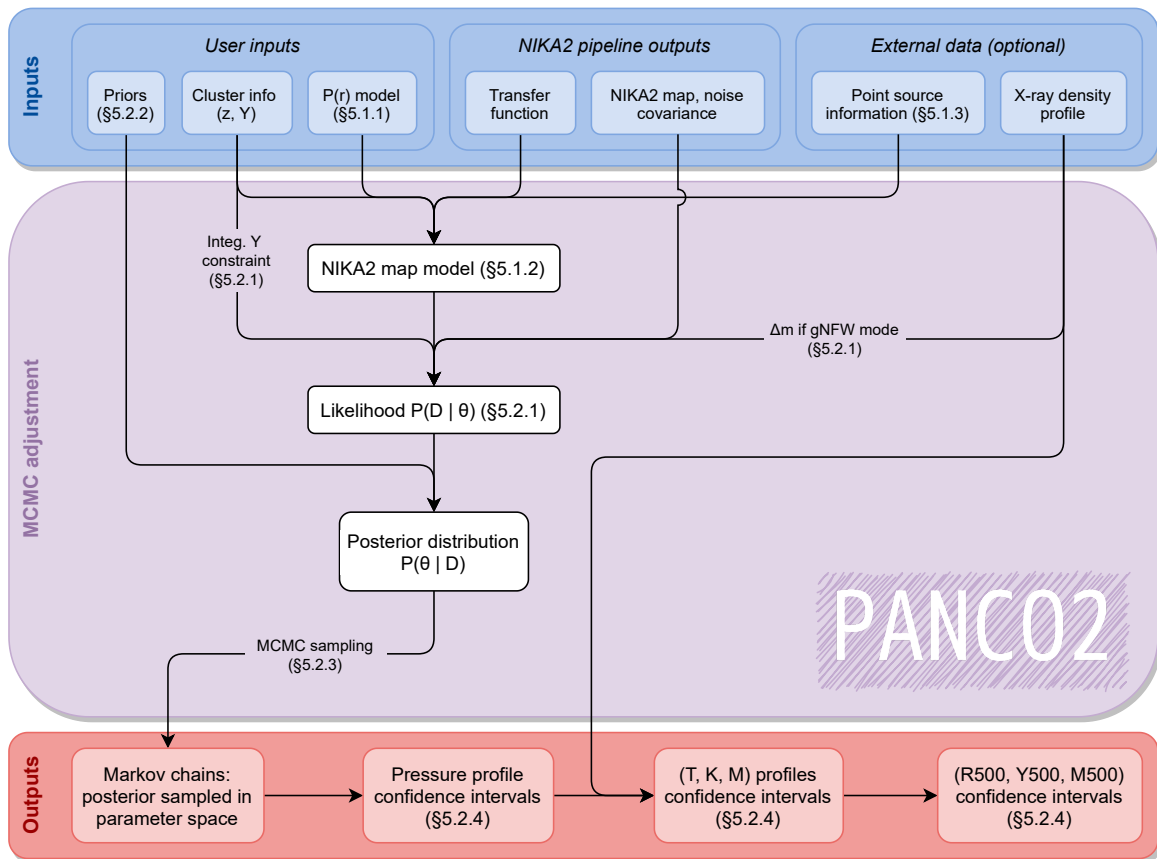 Inputs
User inputs
Priors
(§5.2.2)
Cluster info
(z, Y)
P(r) model
(§5.1.1)
NIKA2 pipeline outputs
Transfer
function
NIKA2 map, noise
covariance
External data (optional)
Point source
information (§5.1.3)
X-ray density
profile
MCMC adjustment
Integ. Y
constraint
(§5.2.1)
NIKA2 map model (§5.1.2)
Δm if gNFW mode
(§5.2.1)
Likelihood P(D | θ) (§5.2.1)
Posterior distribution
P(θ | D)
MCMC sampling
(§5.2.3)
PANCO2
Outputs
Markov chains:
posterior sampled in
parameter space
Pressure profile
confidence intervals
(§5.2.4)
(T, K, M) profiles
confidence intervals
(§5.2.4)
(R500, Y500, M500)
confidence intervals
(§5.2.4)